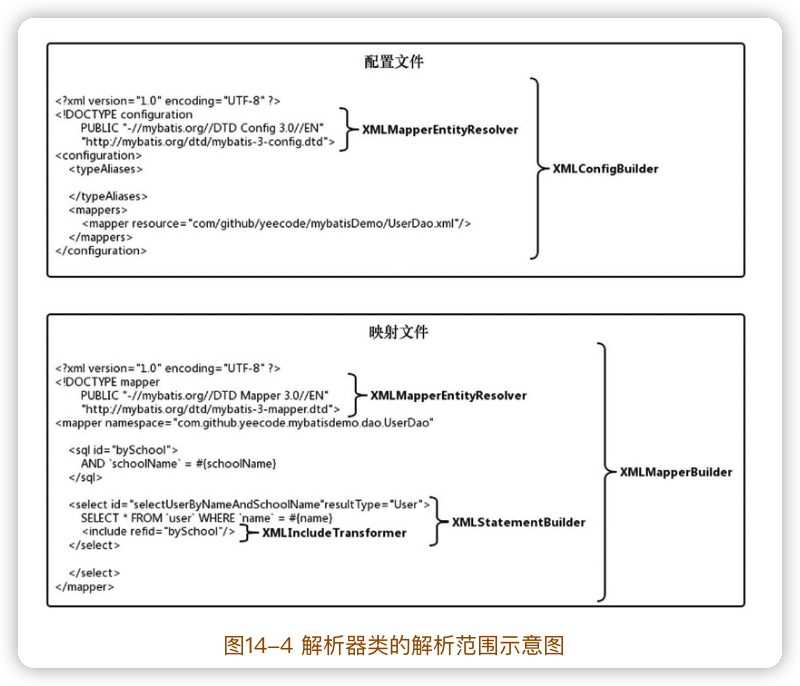 配置文件
<?xml version="1.0" encoding="UTF-8" ?>
<!DOCTYPE configuration
PUBLIC "-//mybatis.org//DTD Config 3.0//EN"
"http://mybatis.org/dtd/mybatis-3-config.dtd">
XMLMapperEntityResolver
<configuration>
<typeAliases>
</typeAliases>
<mappers>
<mapper resource="com/github/yeecode/mybatisDemo/UserDao.xml"/>
</mappers>
</configuration>
XMLConfigBuilder
映射文件
<?xml version="1.0" encoding="UTF-8" ?>
<!DOCTYPE mapper
PUBLIC "-//mybatis.org//DTD Mapper 3.0//EN"
"http://mybatis.org/dtd/mybatis-3-mapper.dtd">
XMLMapperEntityResolver
<mapper namespace="com.github.yeecode.mybatisdemo.dao.UserDao"
<sql id="bySchool">
AND `schoolName` = #{schoolName}
</sql>
<select id="selectUserByNameAndSchoolName"resultType="User">
SELECT * FROM `user` WHERE `name` = #{name}
<include refid="bySchool"/>
XMLIncludeTransformer
</select>
XMLStatementBuilder
</select>
</mapper>
XMLMapperBuilder
图14–4 解析器类的解析范围示意图